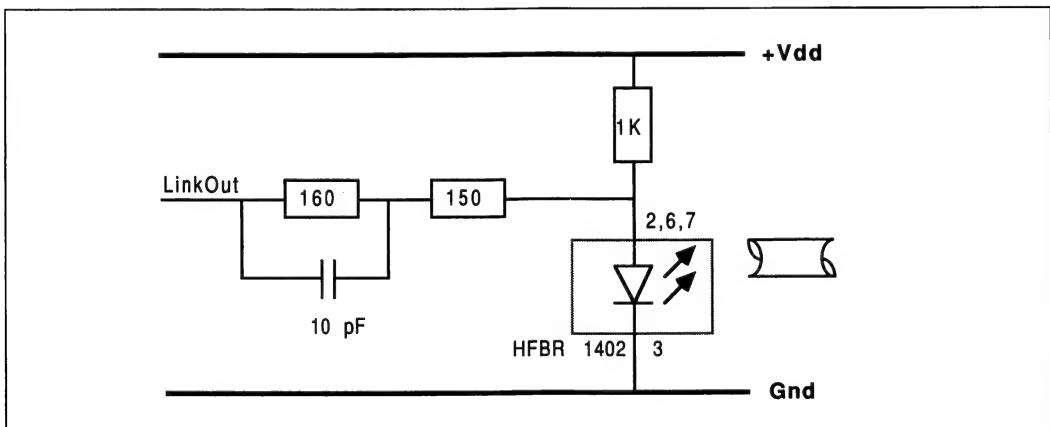 +Vdd
1K
LinkOut
160
150
2,6,7
10 pF
HFBR 1402 3
Gnd